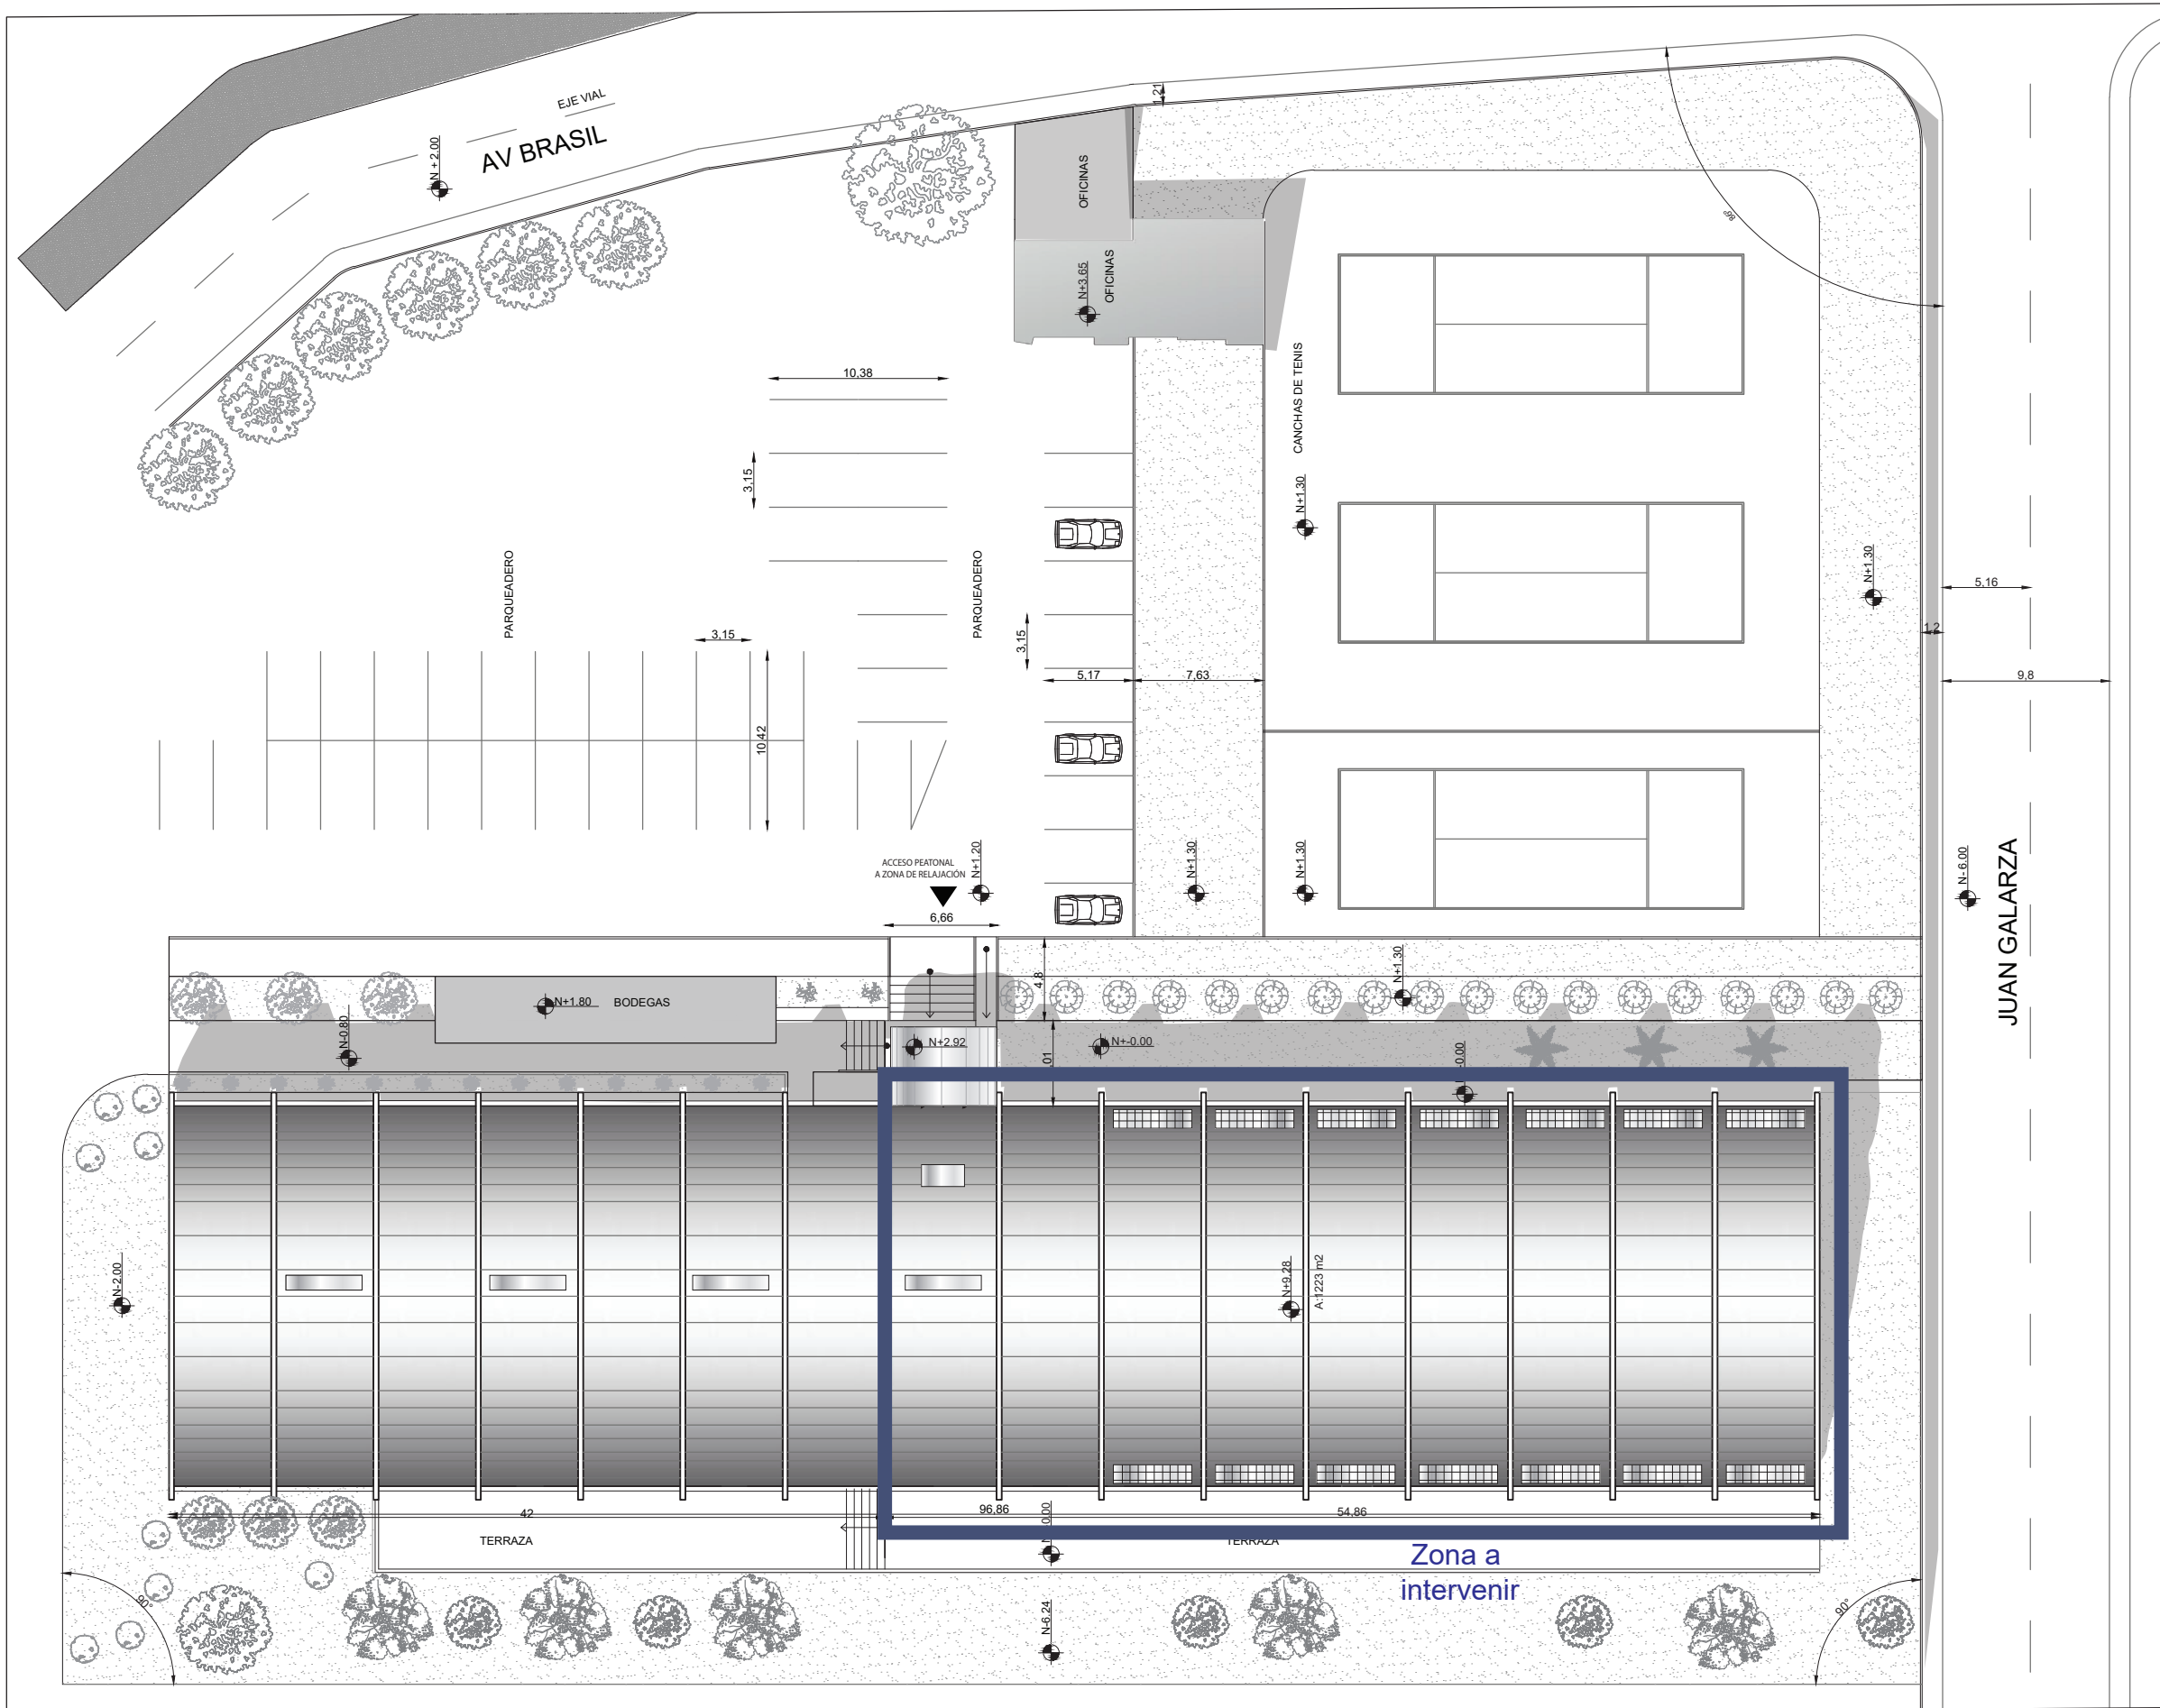 EJE VIAL
AV BRASIL
N + 2.00
1,21
OFICINAS
OFICINAS
N+3.65
86°
10,38
3,15
CANCHAS DE TENIS
N+1.30
PARQUEADERO
PARQUEADERO
3,15
3,15
N+1.30
5,16
1,2
5,17
7,63
9,8
10,42
ACCESO PEATONAL
A ZONA DE RELAJACIÓN
N+1.20
N+1.30
N+1.30
N- 6.00
JUAN GALARZA
6,66
4,8
N+1.30
N+1.80
BODEGAS
N-0.80
N+2.92
N+-0.00
N+9.28
A:1223 m2
N-2.00
42
96,86
54,86
TERRAZA
TERRAZA
Zona a
intervenir
N-6.24
90°
90°